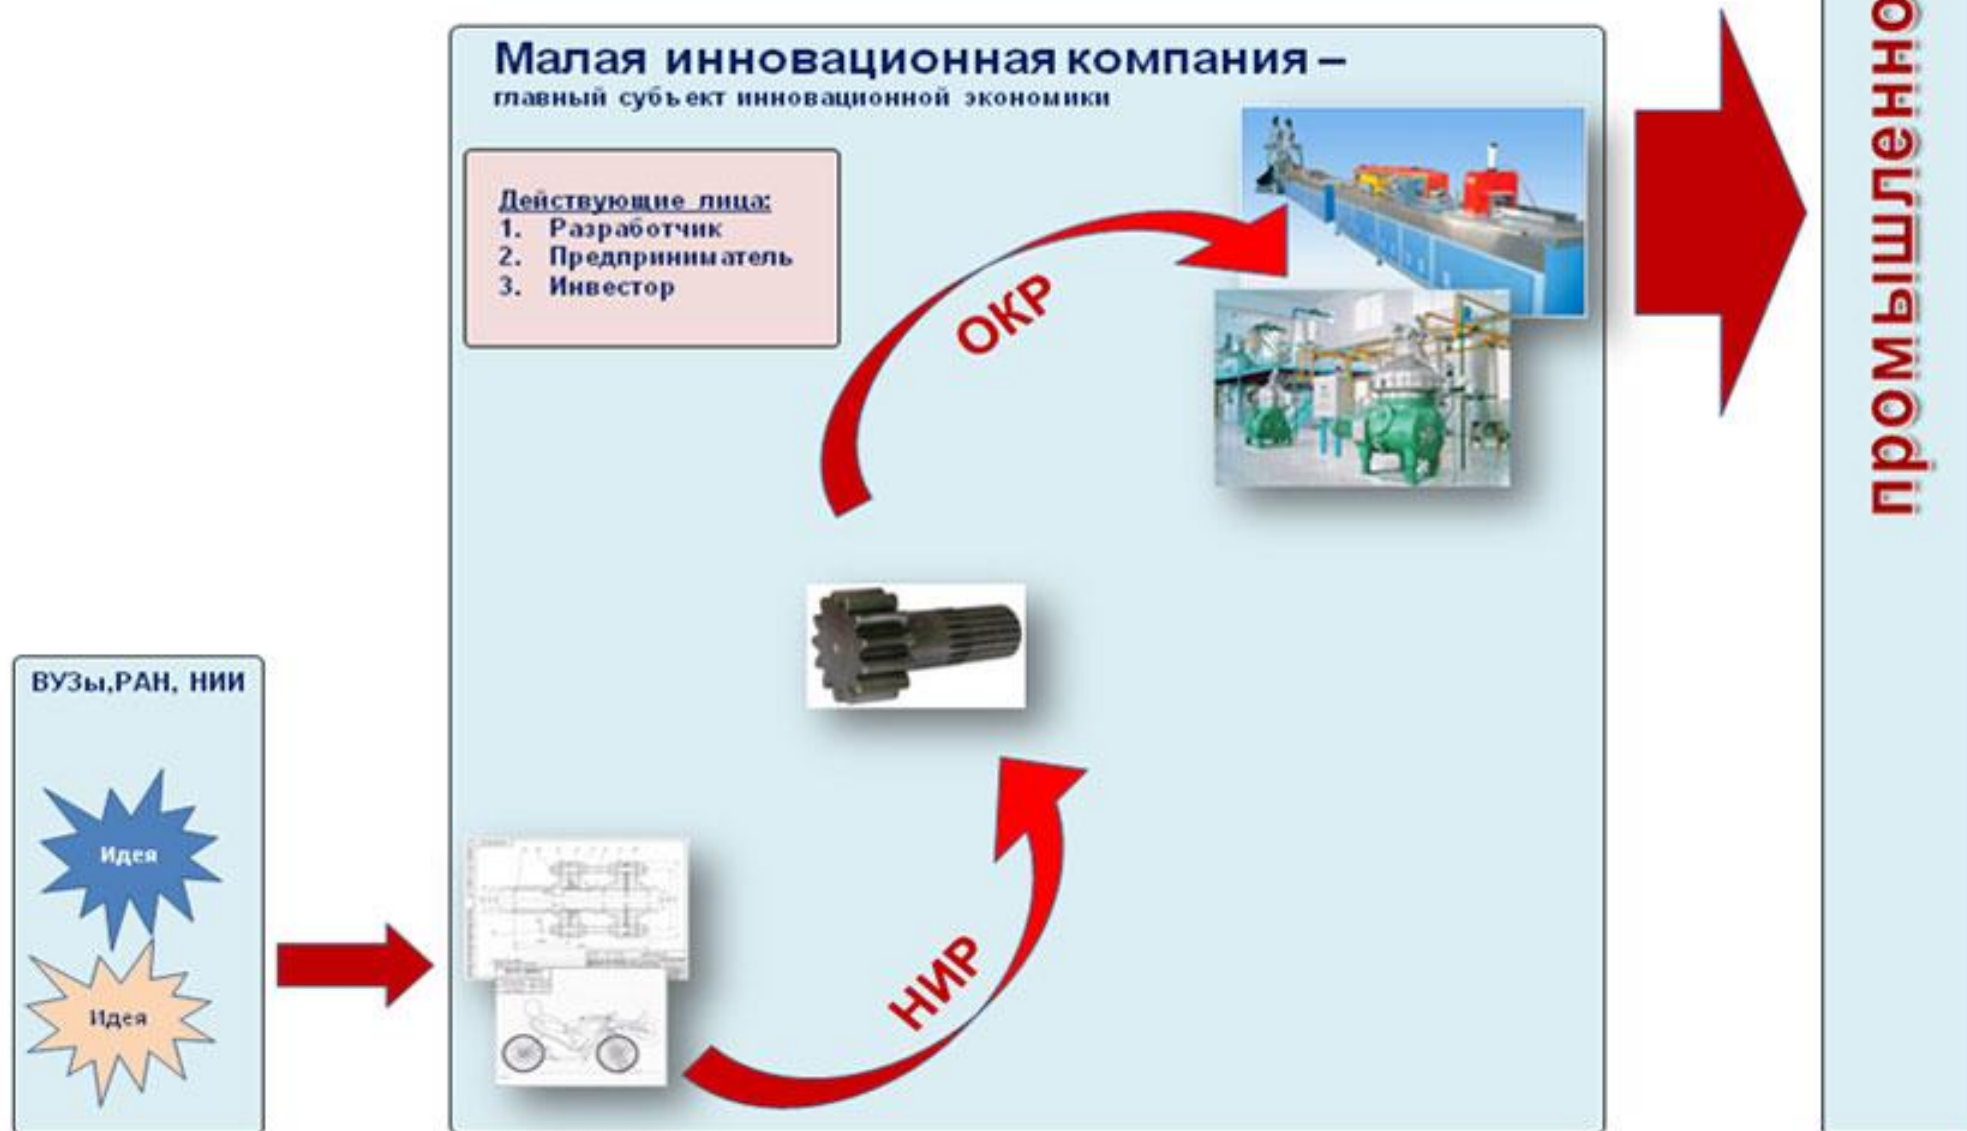 Малая инновационная компания –
главный субъект инновационной экономики
Действующие лица:
1. Разработчик
2. Предприниматель
3. Инвестор
ОКР
НИР
ВУЗы,РАН, НИИ
Идея
Идея
промышленно